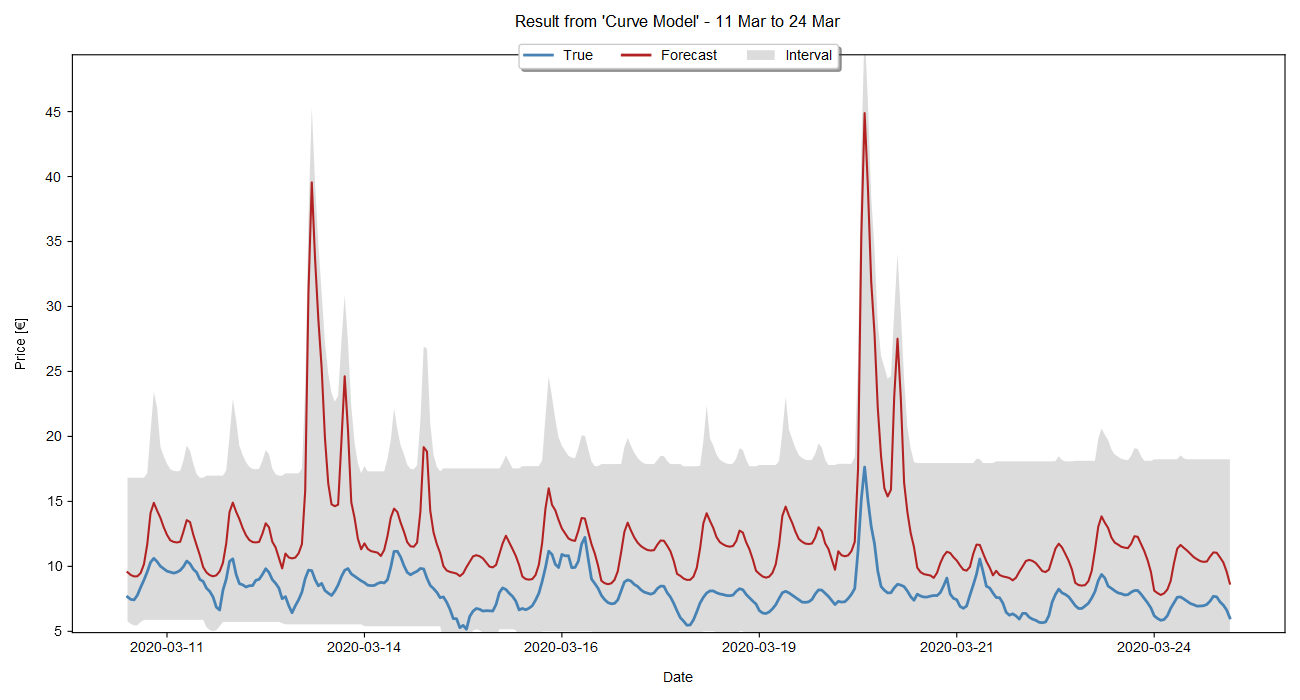 Result from 'Curve Model' - 11 Mar to 24 Mar
True Forecast Interval
45
40
35
30
25
20
15
10
5
Price [€]
2020-03-11 2020-03-14 2020-03-16 2020-03-19 2020-03-21 2020-03-24
Date